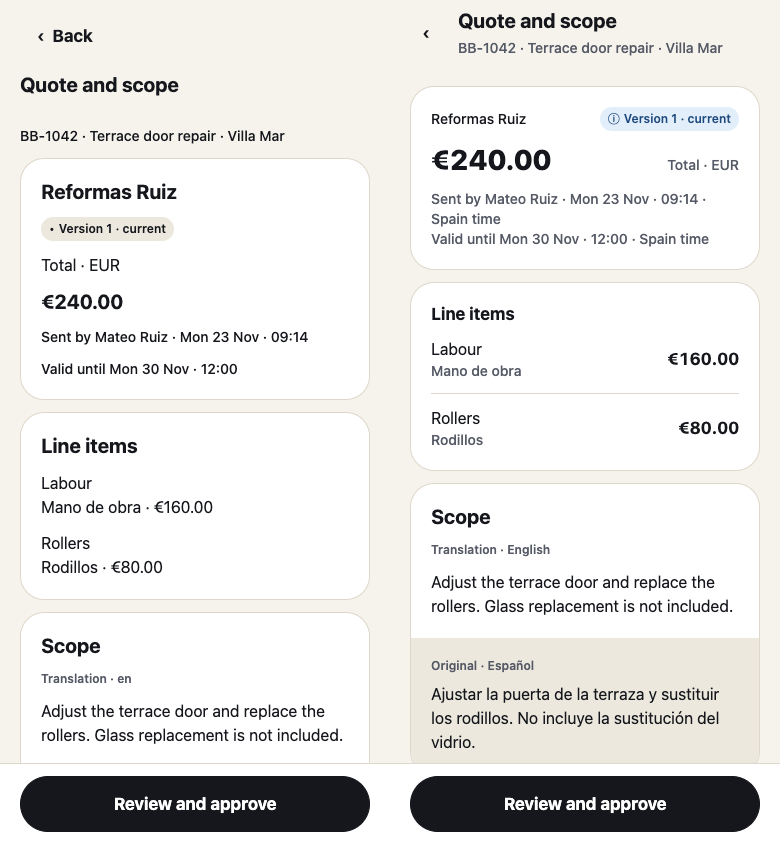 ‹ Back
Quote and scope
BB-1042 · Terrace door repair · Villa Mar
Reformas Ruiz
• Version 1 · current
Total · EUR
€240.00
Sent by Mateo Ruiz · Mon 23 Nov · 09:14
Valid until Mon 30 Nov · 12:00
Line items
Labour
Mano de obra · €160.00
Rollers
Rodillos · €80.00
Scope
Translation · en
Adjust the terrace door and replace the
rollers. Glass replacement is not included.
Review and approve
‹
Quote and scope
BB-1042 · Terrace door repair · Villa Mar
Reformas Ruiz
ⓘ Version 1 · current
€240.00
Total · EUR
Sent by Mateo Ruiz · Mon 23 Nov · 09:14 ·
Spain time
Valid until Mon 30 Nov · 12:00 · Spain time
Line items
Labour
Mano de obra
€160.00
Rollers
Rodillos
€80.00
Scope
Translation · English
Adjust the terrace door and replace the
rollers. Glass replacement is not included.
Original · Español
Ajustar la puerta de la terraza y sustituir
los rodillos. No incluye la sustitución del
vidrio.
Review and approve